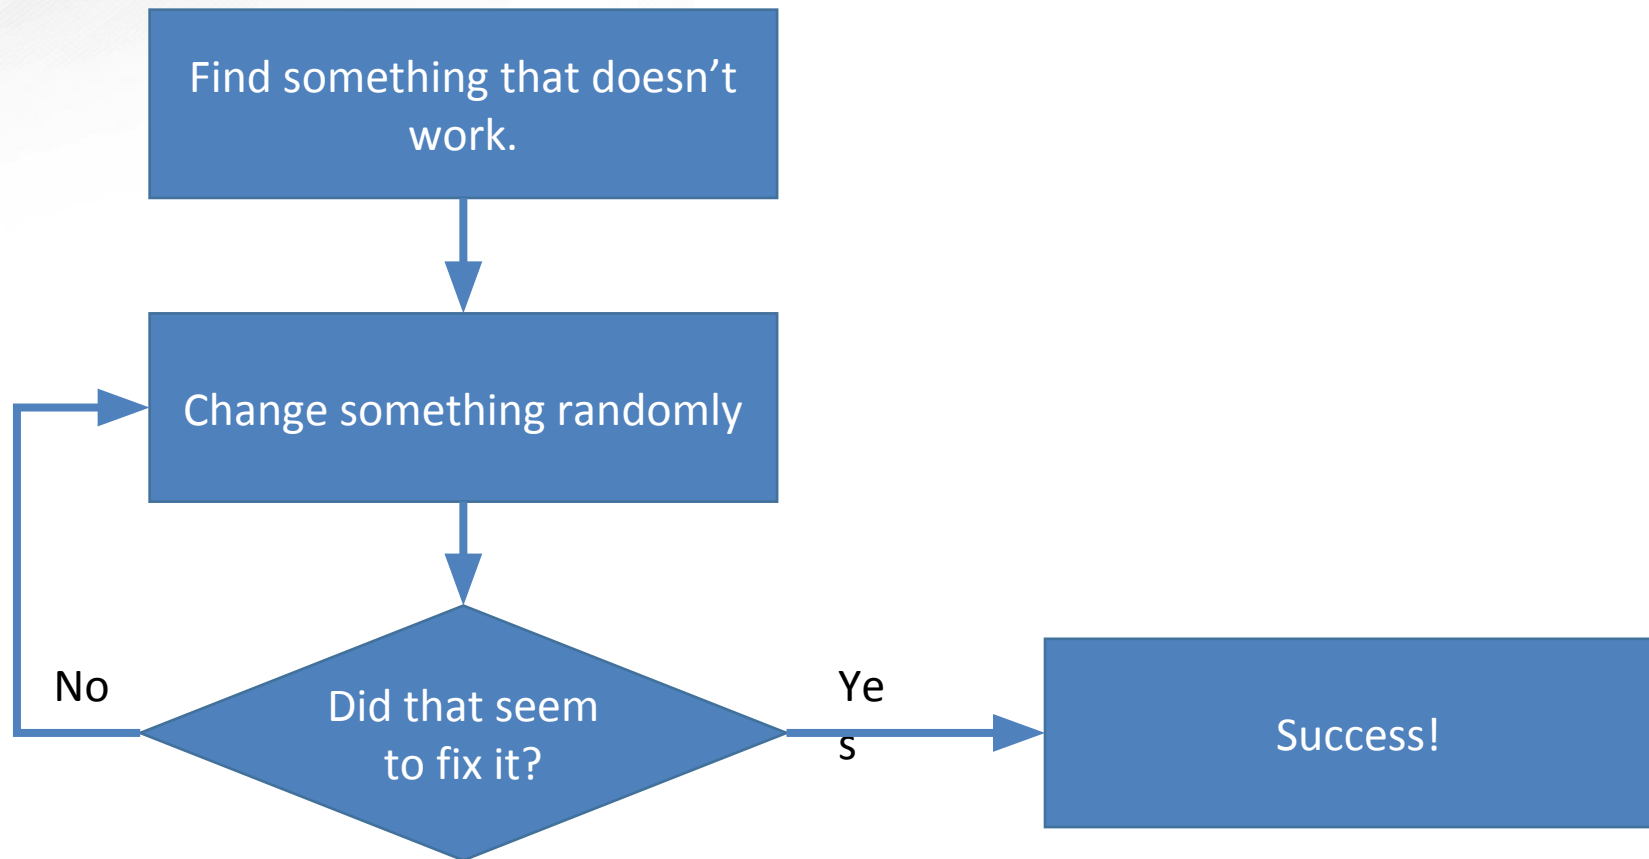 Find something that doesn’t
work.
Change something randomly
No
Did that seem
to fix it?
Ye
s
Success!